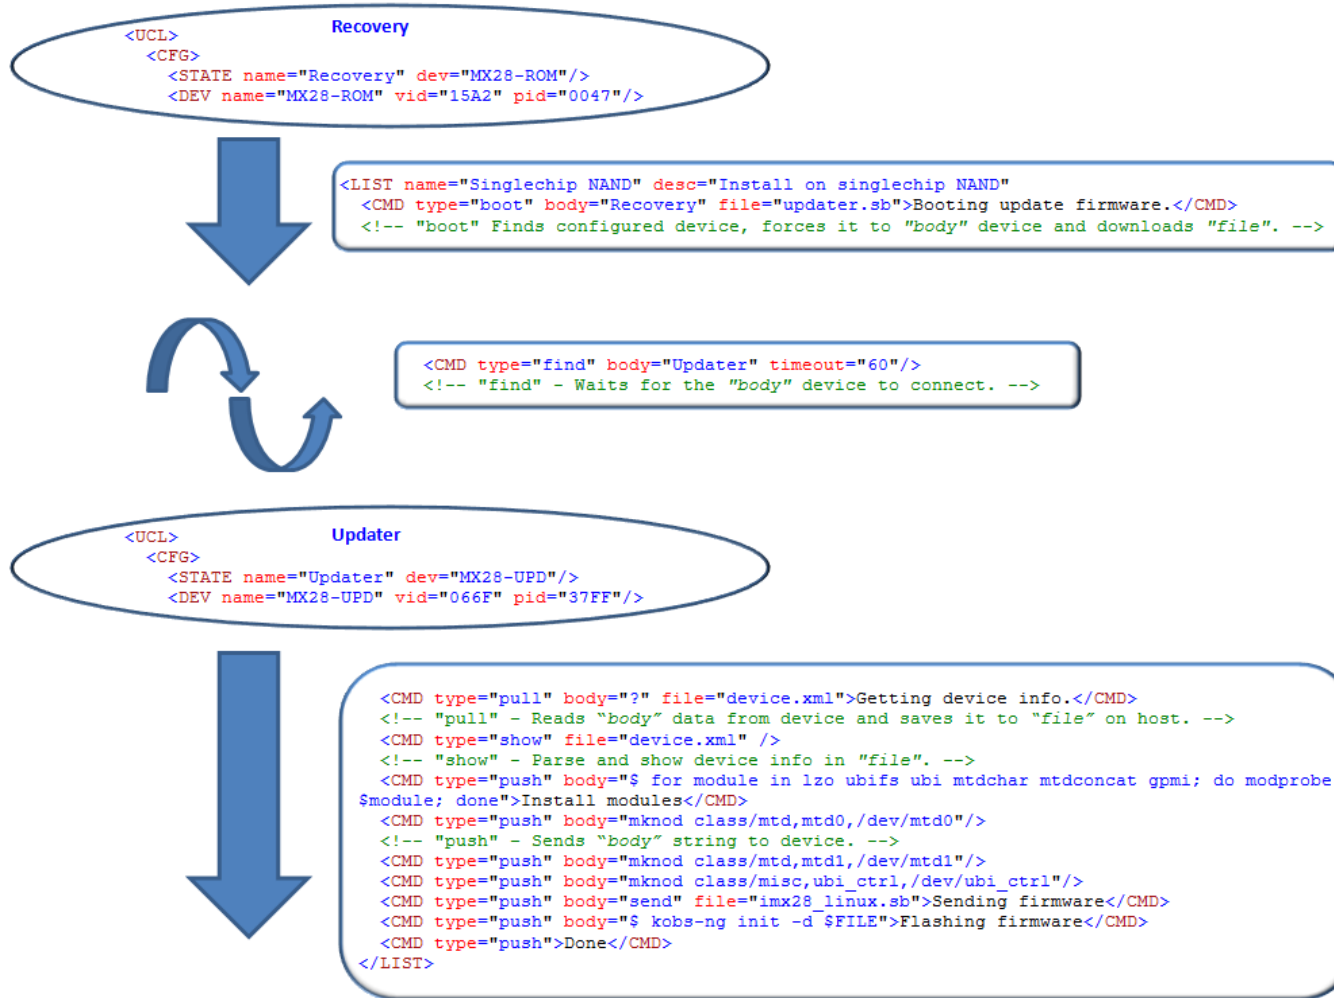 Recovery
<UCL>
<CFG>
<STATE name="Recovery" dev="MX28-ROM"/>
<DEV name="MX28-ROM" vid="15A2" pid="0047"/>
<LIST name="Singlechip NAND" desc="Install on singlechip NAND"
<CMD type="boot" body="Recovery" file="updater.sb">Booting update firmware.</CMD>
<!-- "boot" Finds configured device, forces it to "body" device and downloads "file". -->
<CMD type="find" body="Updater" timeout="60"/>
<!-- "find" - Waits for the "body" device to connect. -->
Updater
<UCL>
<CFG>
<STATE name="Updater" dev="MX28-UPD"/>
<DEV name="MX28-UPD" vid="066F" pid="37FF"/>
<CMD type="pull" body="?" file="device.xml">Getting device info.</CMD>
<!-- "pull" - Reads “body” data from device and saves it to “file” on host. -->
<CMD type="show" file="device.xml" />
<!-- "show" - Parse and show device info in "file". -->
<CMD type="push" body="$ for module in lzo ubifs ubi mtdchar mtdconcat gpmi; do modprobe
$module; done">Install modules</CMD>
<CMD type="push" body="mknod class/mtd,mtd0,/dev/mtd0"/>
<!-- "push" - Sends “body” string to device. -->
<CMD type="push" body="mknod class/mtd,mtd1,/dev/mtd1"/>
<CMD type="push" body="mknod class/misc,ubi_ctrl,/dev/ubi_ctrl"/>
<CMD type="push" body="send" file="imx28_linux.sb">Sending firmware</CMD>
<CMD type="push" body="$ kobs-ng init -d $FILE">Flashing firmware</CMD>
<CMD type="push">Done</CMD>
</LIST>